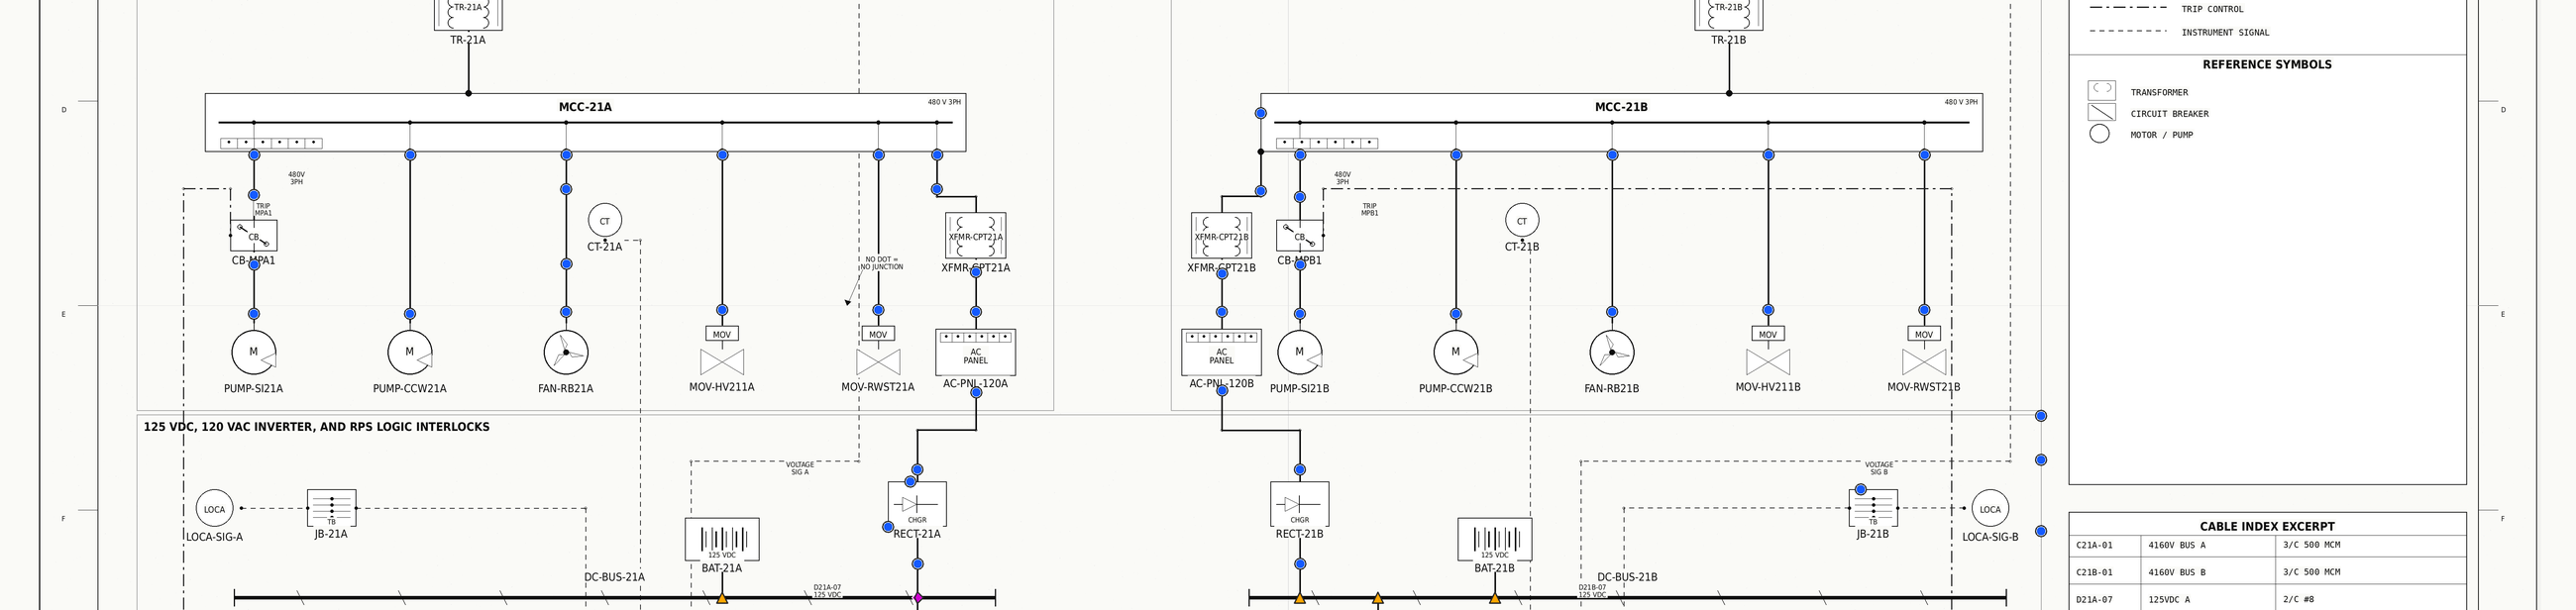 TR-21A
TR-21A
TR-21B
TR-21B
TRIP CONTROL
INSTRUMENT SIGNAL
REFERENCE SYMBOLS
TRANSFORMER
CIRCUIT BREAKER
MOTOR / PUMP
D
D
MCC-21A
480 V 3PH
MCC-21B
480 V 3PH
480V
3PH
TRIP
MPA1
CB
CB-MPA1
CT
CT-21A
NO DOT =
NO JUNCTION
XFMR-CPT21A
XFMR-CPT21A
480V
3PH
TRIP
MPB1
XFMR-CPT21B
XFMR-CPT21B
CB
CB-MPB1
CT
CT-21B
E
E
M
PUMP-SI21A
M
PUMP-CCW21A
FAN-RB21A
MOV
MOV-HV211A
MOV
MOV-RWST21A
AC
PANEL
AC-PNL-120A
AC
PANEL
AC-PNL-120B
M
PUMP-SI21B
M
PUMP-CCW21B
FAN-RB21B
MOV
MOV-HV211B
MOV
MOV-RWST21B
125 VDC, 120 VAC INVERTER, AND RPS LOGIC INTERLOCKS
VOLTAGE
SIG A
VOLTAGE
SIG B
F
F
LOCA
LOCA-SIG-A
TB
JB-21A
125 VDC
BAT-21A
CHGR
RECT-21A
CHGR
RECT-21B
125 VDC
BAT-21B
TB
JB-21B
LOCA
LOCA-SIG-B
DC-BUS-21A
D21A-07
125 VDC
DC-BUS-21B
D21B-07
125 VDC
CABLE INDEX EXCERPT
C21A-01 4160V BUS A 3/C 500 MCM
C21B-01 4160V BUS B 3/C 500 MCM
D21A-07 125VDC A 2/C #8